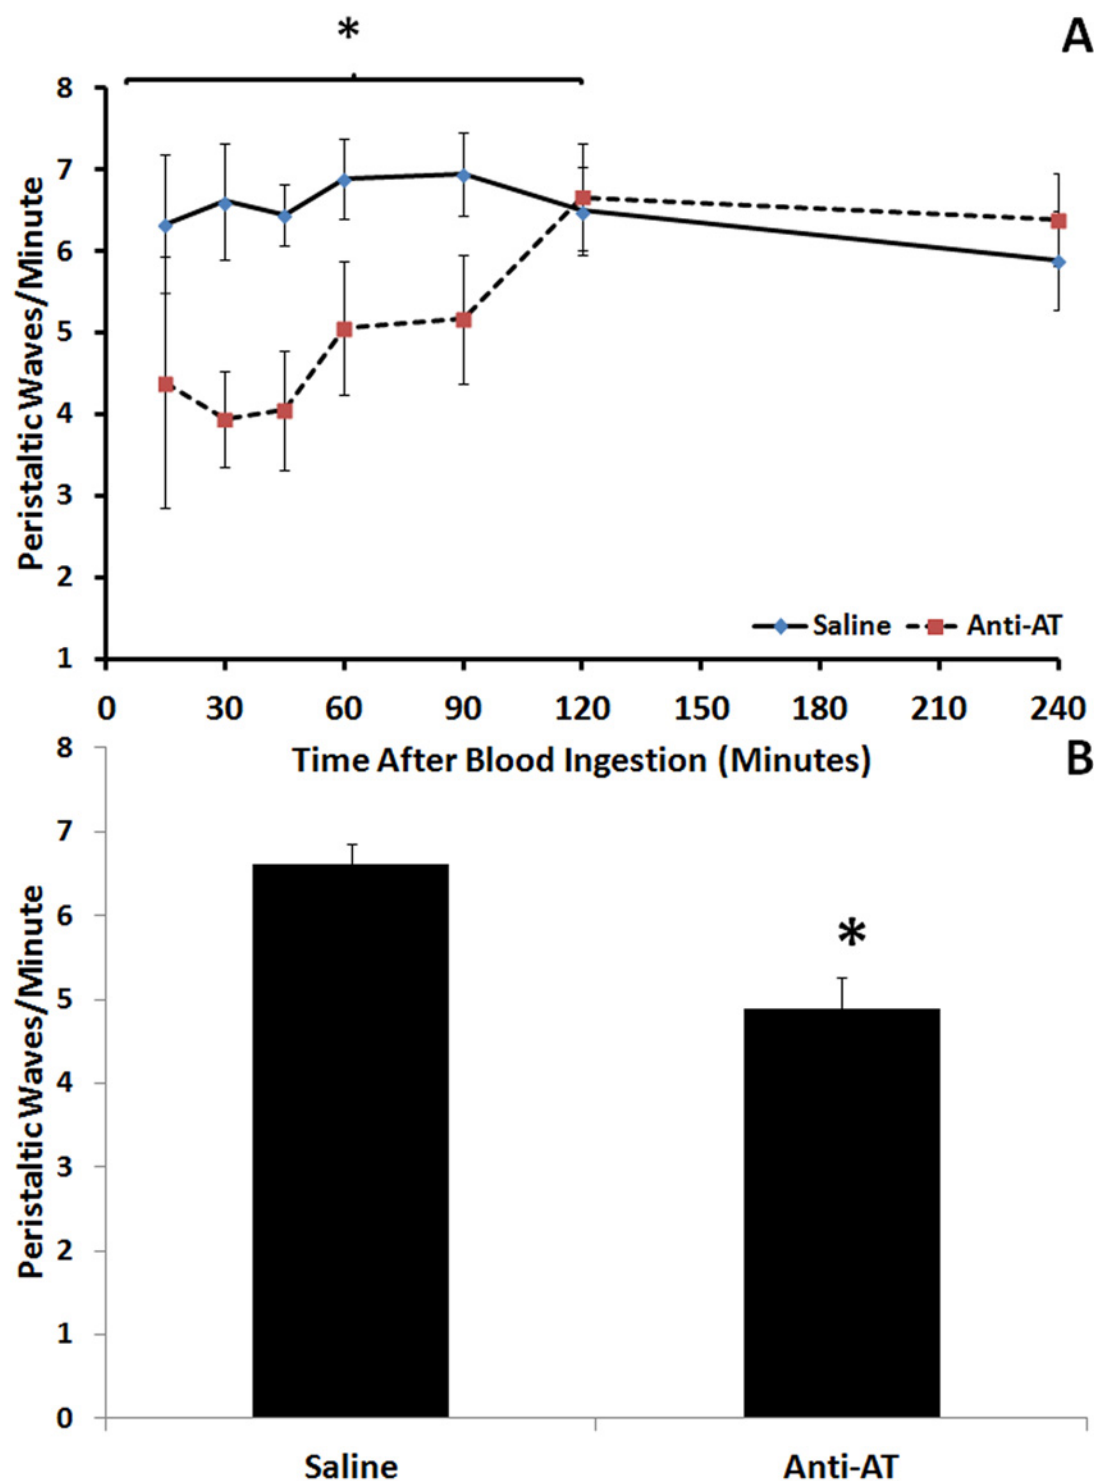 *
A
8
7
6
5
4
3
2
1
Peristaltic Waves/Minute
Saline Anti-AT
0 30 60 90 120 150 180 210 240
Time After Blood Ingestion (Minutes)
B
8
7
6
5
4
3
2
1
0
Peristaltic Waves/Minute
*
Saline Anti-AT